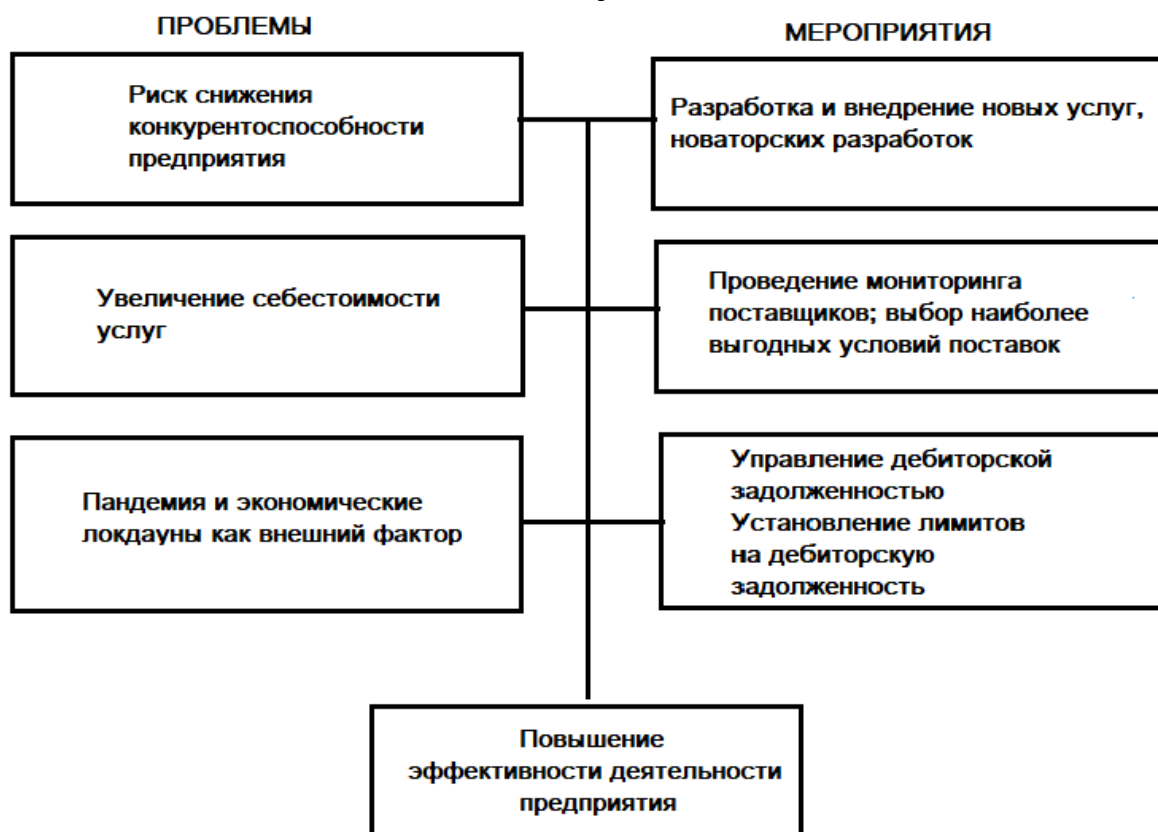 ПРОБЛЕМЫ
МЕРОПРИЯТИЯ
Риск снижения
конкурентоспособности
предприятия
Разработка и внедрение новых услуг,
новаторских разработок
Увеличение себестоимости
услуг
Проведение мониторинга
поставщиков; выбор наиболее
выгодных условий поставок
Пандемия и экономические
локдауны как внешний фактор
Управление дебиторской
задолженностью
Установление лимитов
на дебиторскую
задолженность
Повышение
эффективности деятельности
предприятия